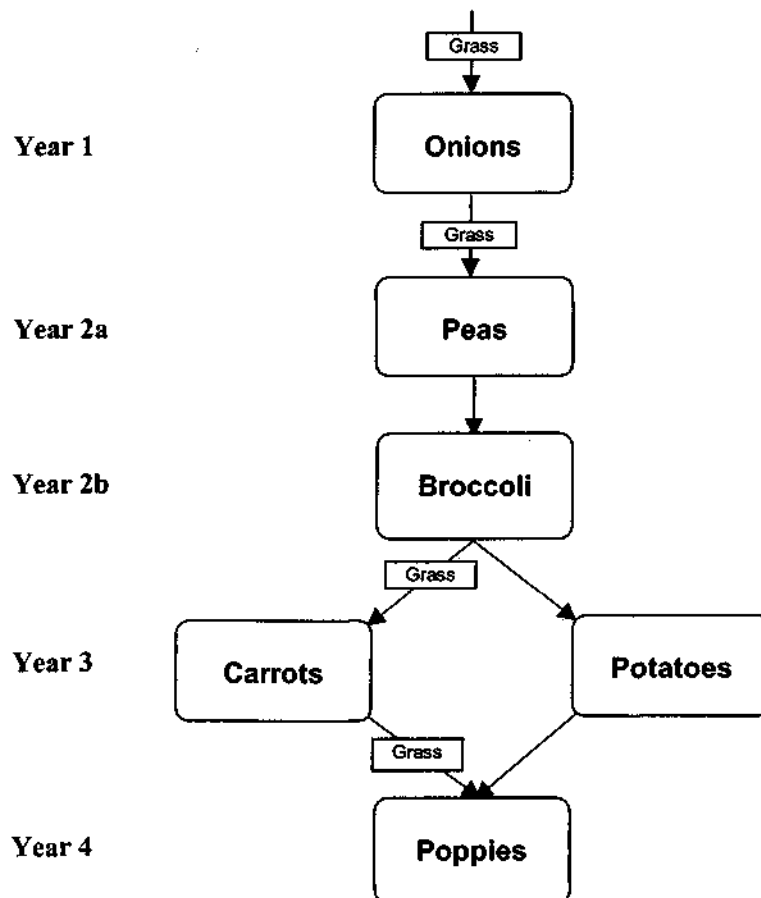 Grass
Year 1
Onions
Grass
Year 2a
Peas
Year 2b
Broccoli
Grass
Year 3
Carrots
Potatoes
Grass
Year 4
Poppies